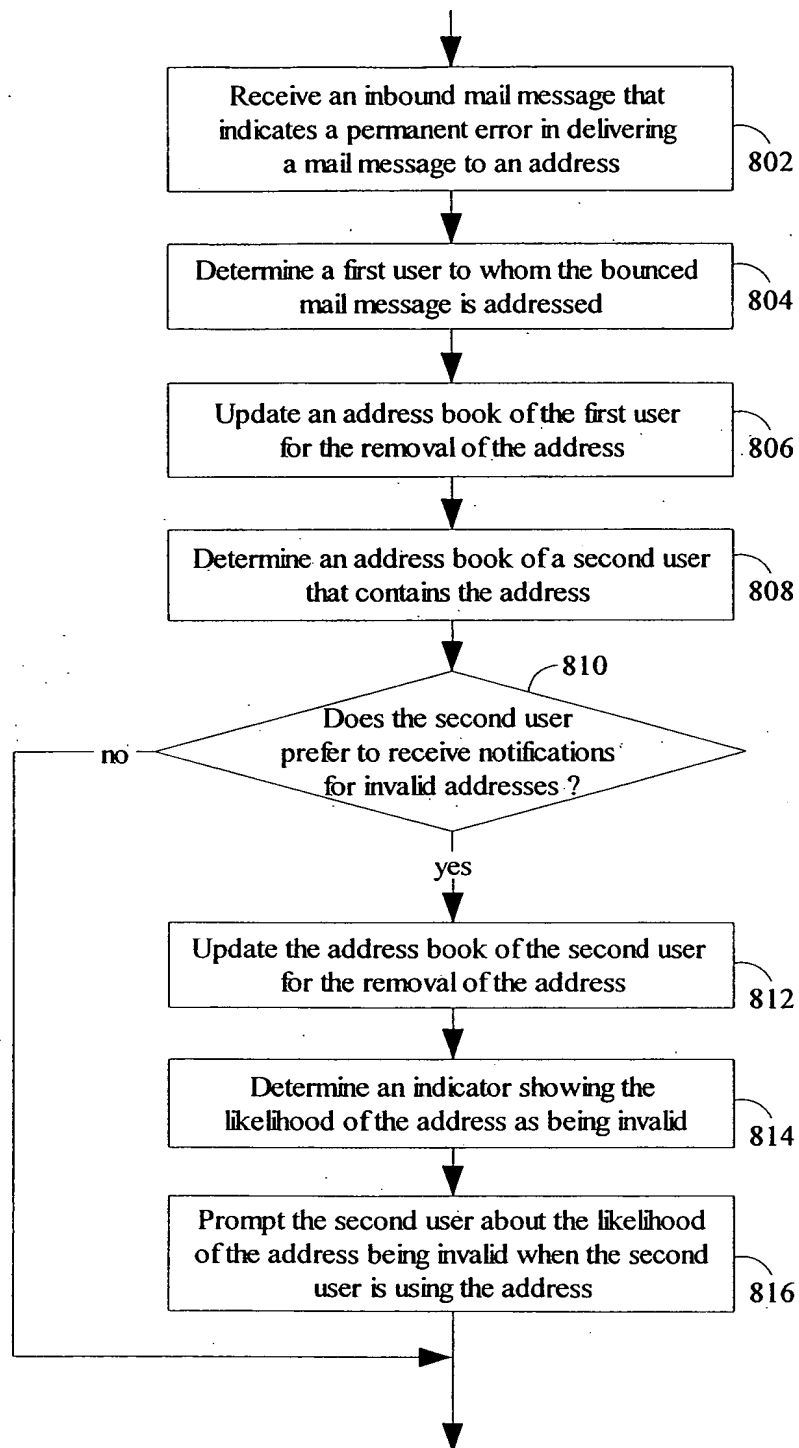 Receive an inbound mail message that
indicates a permanent error in delivering
a mail message to an address
802
Determine a first user to whom the bounced
mail message is addressed
804
Update an address book of the first user
for the removal of the address
806
Determine an address book of a second user
that contains the address
808
810
Does the second user
prefer to receive notifications
for invalid addresses ?
no
yes
Update the address book of the second user
for the removal of the address
812
Determine an indicator showing the
likelihood of the address as being invalid
814
Prompt the second user about the likelihood
of the address being invalid when the second
user is using the address
816